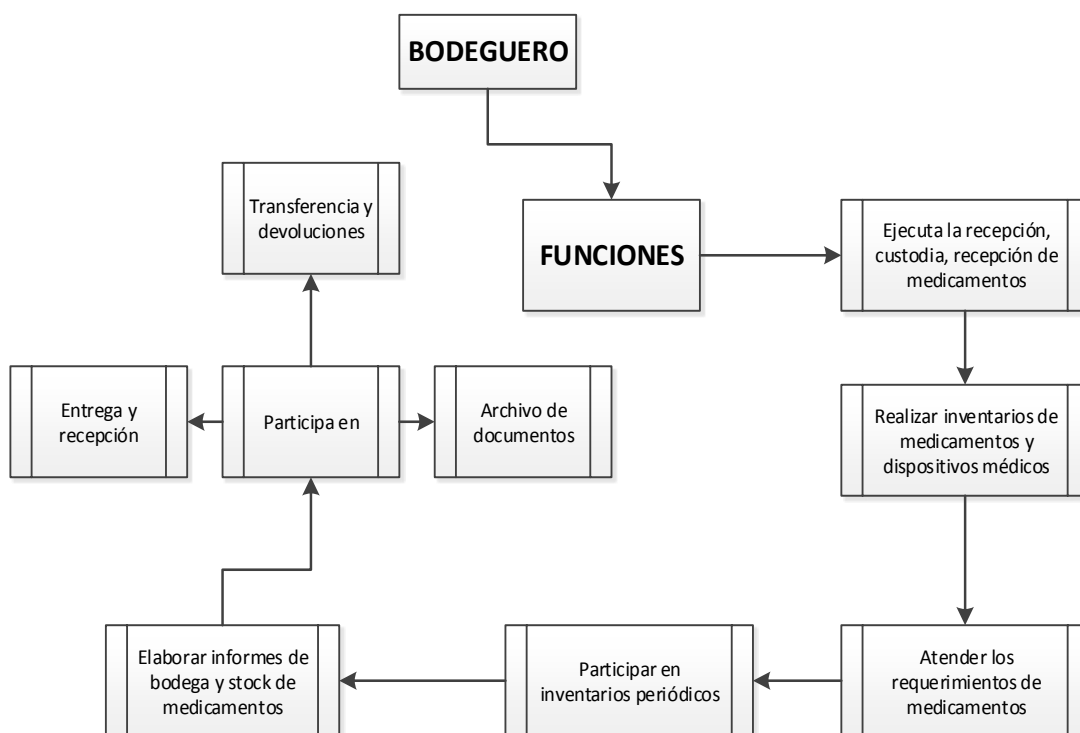 BODEGUERO
FUNCIONES
Ejecuta la recepción,
custodia, recepción de
medicamentos
Realizar inventarios de
medicamentos y
dispositivos médicos
Atender los
requerimientos de
medicamentos
Participar en
inventarios periódicos
Elaborar informes de
bodega y stock de
medicamentos
Participa en
Transferencia y
devoluciones
Entrega y
recepción
Archivo de
documentos